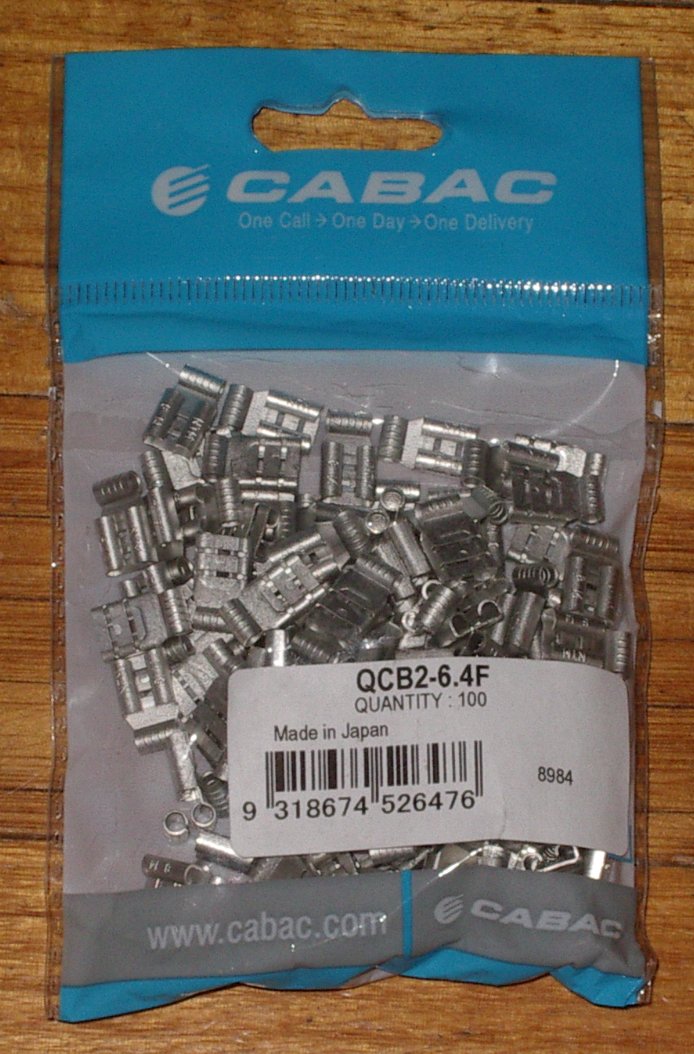 CABAC
One Call → One Day → One Delivery
QCB2-6.4F
QUANTITY : 100
Made in Japan
8984
9 318674 526476
www.cabac.com
CABAC